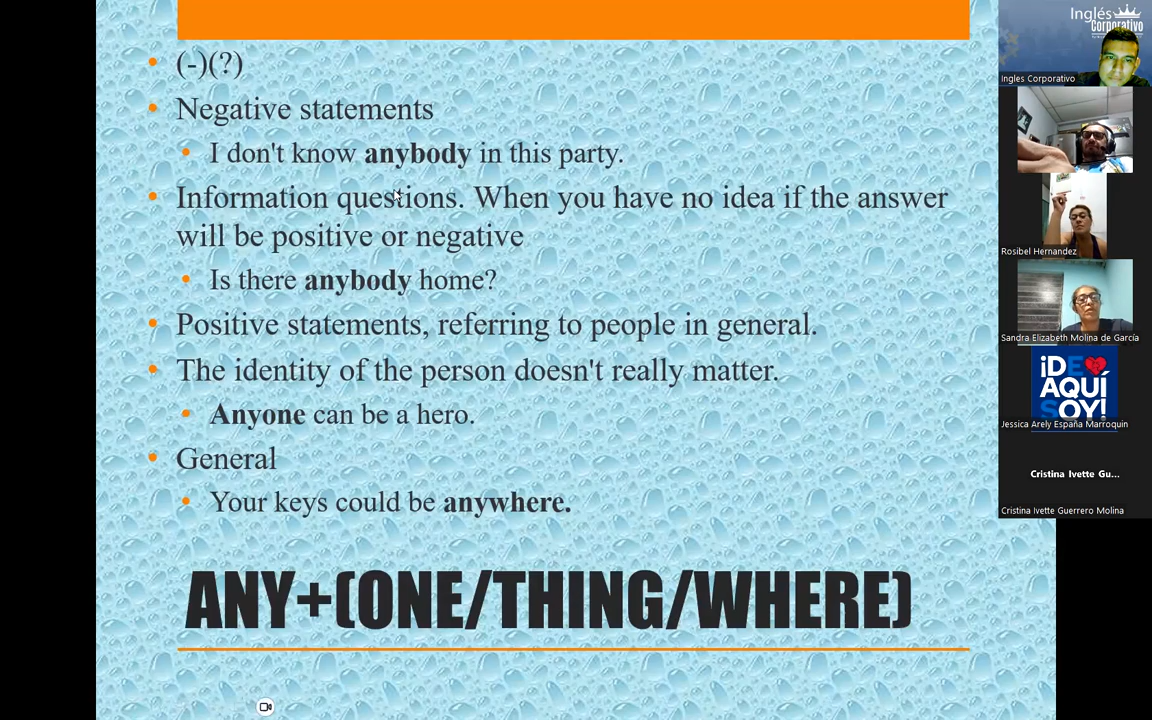 (-)(?)
Negative statements
I don't know anybody in this party.
Information questions. When you have no idea if the answer
will be positive or negative
Is there anybody home?
Positive statements, referring to people in general.
The identity of the person doesn't really matter.
Anyone can be a hero.
General
Your keys could be anywhere.
ANY+(ONE/THING/WHERE)
Inglés
Corporativo
Ingles Corporativo
Rosibel Hernandez
Sandra Elizabeth Molina de García
¡DE
AQUÍ
SOY!
Jessica Arely España Marroquin
Cristina Ivette Gu...
Cristina Ivette Guerrero Molina